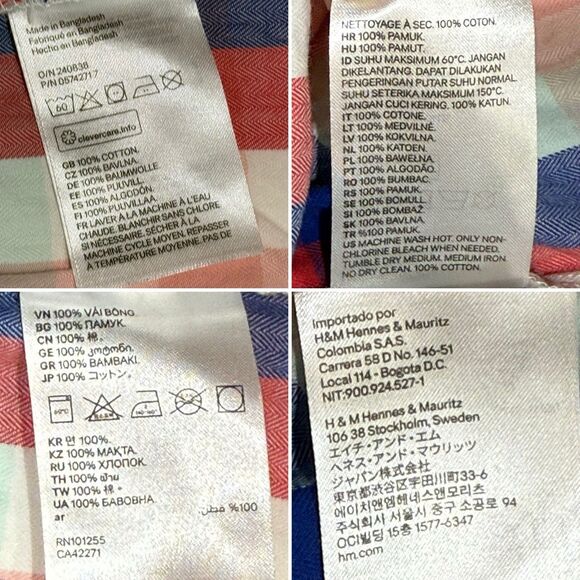 Made in Bangladesh
Fabriqué en Bangladesh
Hecho en Bangladesh
O/N 240838
P/N 05742717
60
clevercare.info
GB 100% COTTON.
CZ 100% BAVLNA.
DE 100% BAUMWOLLE
EE 100% PUUVILL.
ES 100% ALGODÓN.
FI 100% PUUVILLAA.
FR LAVER À LA MACHINE À L'EAU
CHAUDE. BLANCHIR SANS CHLORE
SI NÉCESSAIRE. SÉCHER À LA
MACHINE CYCLE MOYEN. REPASSER
À TEMPÉRATURE MOYENNE. PAS DE
NETTOYAGE À SEC. 100% COTON.
HR 100% PAMUK.
HU 100% PAMUT.
ID SUHU MAKSIMUM 60°C. JANGAN
DIKELANTANG. DAPAT DILAKUKAN
PENGERINGAN PUTAR SUHU NORMAL.
SUHU SETERIKA MAKSIMUM 150°C.
JANGAN CUCI KERING. 100% KATUN.
IT 100% COTONE.
LT 100% MEDVILNĖ.
LV 100% KOKVILNA.
NL 100% KATOEN.
PL 100% BAWEŁNA.
PT 100% ALGODÃO.
RO 100% BUMBAC.
RS 100% PAMUK.
SE 100% BOMULL.
SI 100% BOMBAŽ.
SK 100% BAVLNA.
TR %100 PAMUK.
US MACHINE WASH HOT. ONLY NON-
CHLORINE BLEACH WHEN NEEDED.
TUMBLE DRY MEDIUM. MEDIUM IRON.
NO DRY CLEAN. 100% COTTON.
VN 100% VẢI BÔNG.
BG 100% ПАМУК.
CN 100% 棉。
GE 100% კოტონი.
GR 100% ΒΑΜΒΑΚΙ.
JP 100% コットン。
KR 면 100%.
KZ 100% МАҚТА.
RU 100% ХЛОПОК.
TH 100% ฝ้าย
TW 100% 棉。
UA 100% БАВОВНА.
ar
100% قطن.
RN101255
CA42271
Importado por
H&M Hennes & Mauritz
Colombia S.A.S.
Carrera 58 D No. 146-51
Local 114 - Bogota D.C.
NIT:900.924.527-1
H & M Hennes & Mauritz
106 38 Stockholm, Sweden
エイチ・アンド・エム
ヘネス・アンド・マウリッツ
ジャパン株式会社
東京都渋谷区宇田川町33-6
에이치앤엠헤네스앤모리츠
주식회사 서울시 중구 소공로 94
OCI빌딩 15층 1577-6347
hm.com